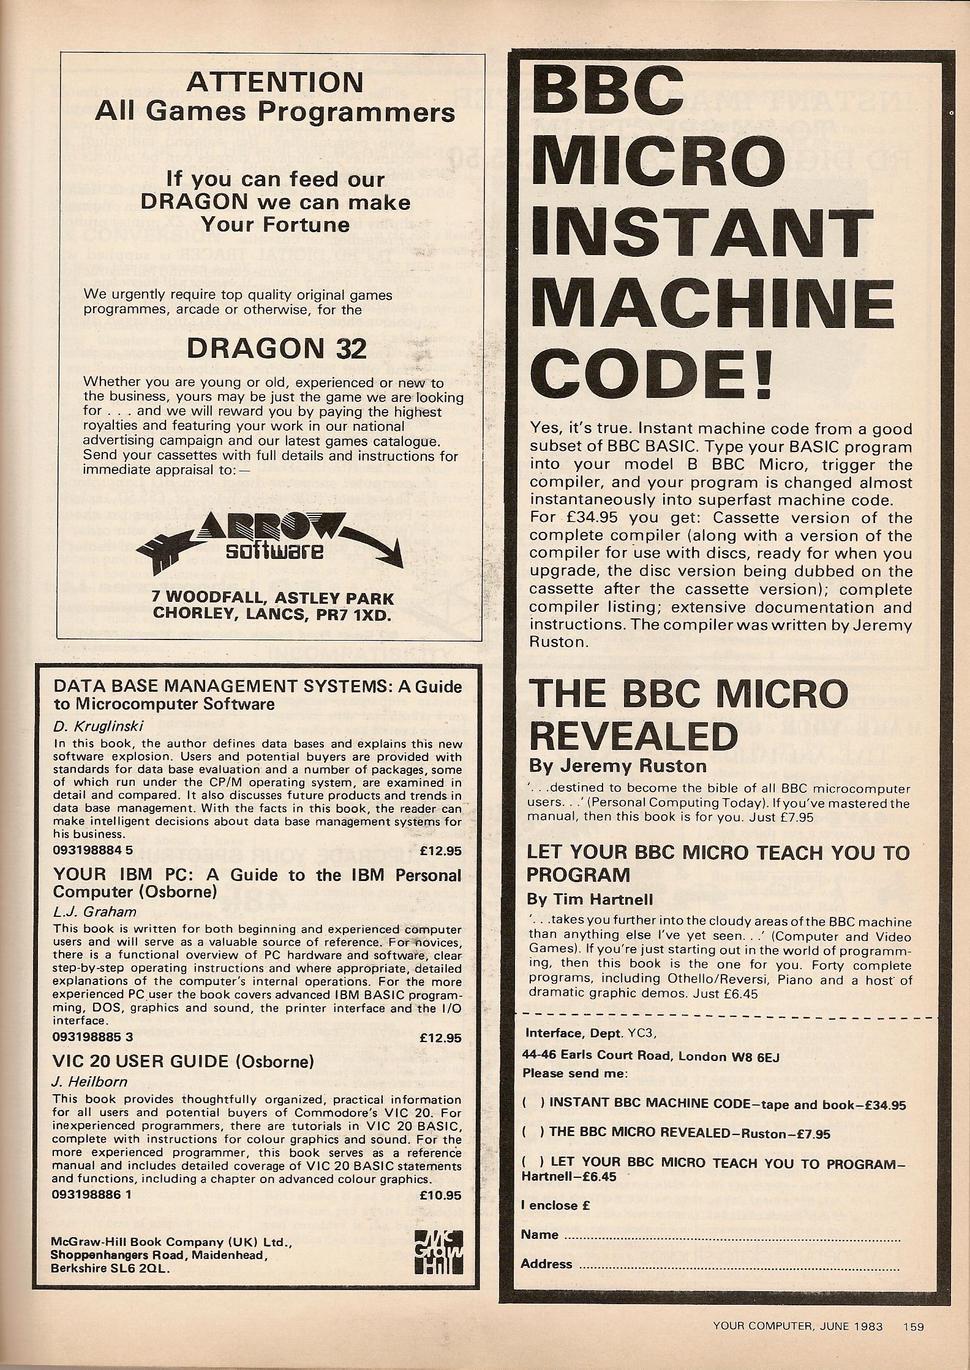 ATTENTION
All Games Programmers
If you can feed our
DRAGON we can make
Your Fortune
We urgently require top quality original games
programmes, arcade or otherwise, for the
DRAGON 32
Whether you are young or old, experienced or new to
the business, yours may be just the game we are looking
for . . . and we will reward you by paying the highest
royalties and featuring your work in our national
advertising campaign and our latest games catalogue.
Send your cassettes with full details and instructions for
immediate appraisal to:—
ARROW
software
7 WOODFALL, ASTLEY PARK
CHORLEY, LANCS, PR7 1XD.
DATA BASE MANAGEMENT SYSTEMS: A Guide
to Microcomputer Software
D. Kruglinski
In this book, the author defines data bases and explains this new
software explosion. Users and potential buyers are provided with
standards for data base evaluation and a number of packages, some
of which run under the CP/M operating system, are examined in
detail and compared. It also discusses future products and trends in
data base management. With the facts in this book, the reader can
make intelligent decisions about data base management systems for
his business.
093198884 5 £12.95
YOUR IBM PC: A Guide to the IBM Personal
Computer (Osborne)
L.J. Graham
This book is written for both beginning and experienced computer
users and will serve as a valuable source of reference. For novices,
there is a functional overview of PC hardware and software, clear
step-by-step operating instructions and where appropriate, detailed
explanations of the computer's internal operations. For the more
experienced PC user the book covers advanced IBM BASIC program-
ming, DOS, graphics and sound, the printer interface and the I/O
interface.
093198885 3 £12.95
VIC 20 USER GUIDE (Osborne)
J. Heilborn
This book provides thoughtfully organized, practical information
for all users and potential buyers of Commodore's VIC 20. For
inexperienced programmers, there are tutorials in VIC 20 BASIC,
complete with instructions for colour graphics and sound. For the
more experienced programmer, this book serves as a reference
manual and includes detailed coverage of VIC 20 BASIC statements
and functions, including a chapter on advanced colour graphics.
093198886 1 £10.95
McGraw-Hill Book Company (UK) Ltd.,
Shoppenhangers Road, Maidenhead,
Berkshire SL6 2QL.
Mc
Graw
Hill
BBC
MICRO
INSTANT
MACHINE
CODE!
Yes, it's true. Instant machine code from a good
subset of BBC BASIC. Type your BASIC program
into your model B BBC Micro, trigger the
compiler, and your program is changed almost
instantaneously into superfast machine code.
For £34.95 you get: Cassette version of the
complete compiler (along with a version of the
compiler for use with discs, ready for when you
upgrade, the disc version being dubbed on the
cassette after the cassette version); complete
compiler listing; extensive documentation and
instructions. The compiler was written by Jeremy
Ruston.
THE BBC MICRO
REVEALED
By Jeremy Ruston
'. . .destined to become the bible of all BBC microcomputer
users. . .' (Personal Computing Today). If you've mastered the
manual, then this book is for you. Just £7.95
LET YOUR BBC MICRO TEACH YOU TO
PROGRAM
By Tim Hartnell
'. . .takes you further into the cloudy areas of the BBC machine
than anything else I've yet seen. . .' (Computer and Video
Games). If you're just starting out in the world of programm-
ing, then this book is the one for you. Forty complete
programs, including Othello/Reversi, Piano and a host of
dramatic graphic demos. Just £6.45
Interface, Dept. YC3,
44-46 Earls Court Road, London W8 6EJ
Please send me:
( ) INSTANT BBC MACHINE CODE–tape and book–£34.95
( ) THE BBC MICRO REVEALED–Ruston–£7.95
( ) LET YOUR BBC MICRO TEACH YOU TO PROGRAM–
Hartnell–£6.45
I enclose £
Name
Address
YOUR COMPUTER, JUNE 1983 159